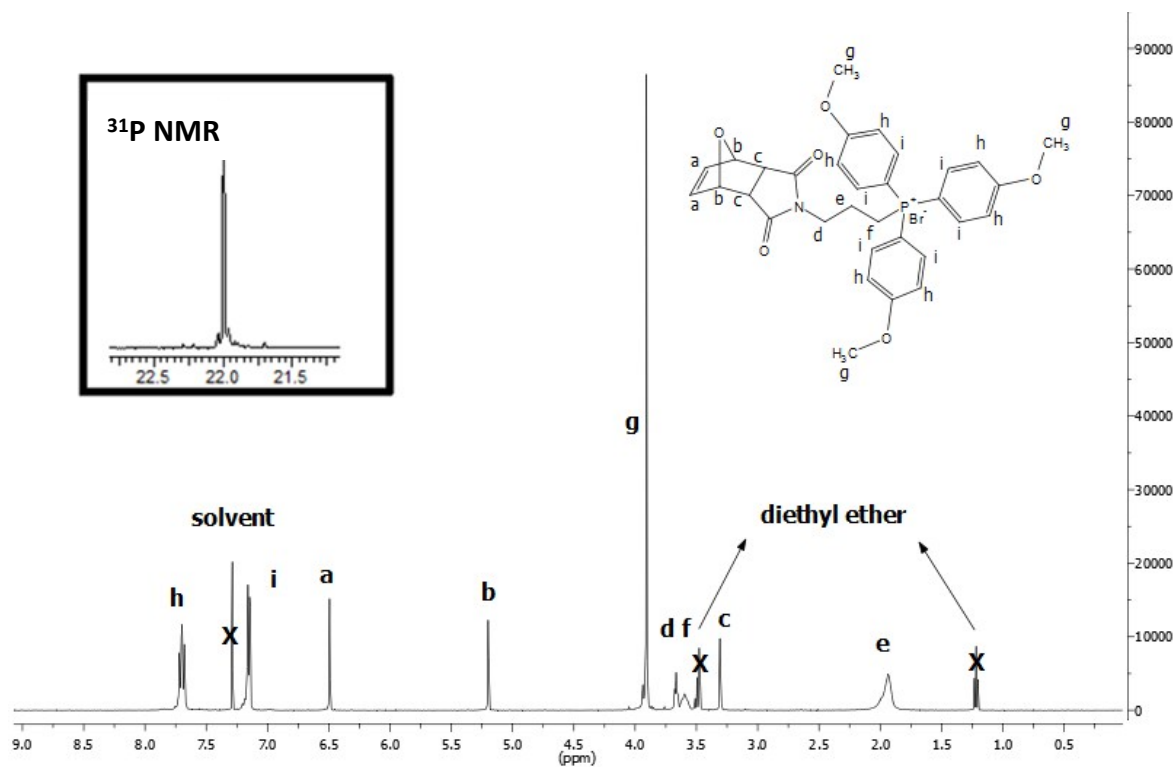 ³¹P NMR
22.5 22.0 21.5
g
CH₃
O
h
i
h
i
g
CH₃
O
h
i
i
h
P⁺
Br⁻
i
i
h
h
O
H₃C
g
O
a
a
b
b
c
c
O
O
N
d
e
f
90000
80000
70000
60000
50000
40000
30000
20000
10000
0
g
solvent
diethyl ether
h
X
i
a
b
d f
X
c
e
X
9.0 8.5 8.0 7.5 7.0 6.5 6.0 5.5 5.0 4.5 4.0 3.5 3.0 2.5 2.0 1.5 1.0 0.5
(ppm)